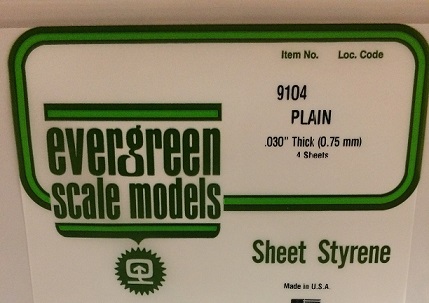 Item No. Loc. Code
9104
PLAIN
.030" Thick (0.75 mm)
4 Sheets
evergreen
scale models
Sheet Styrene
Made in U.S.A.